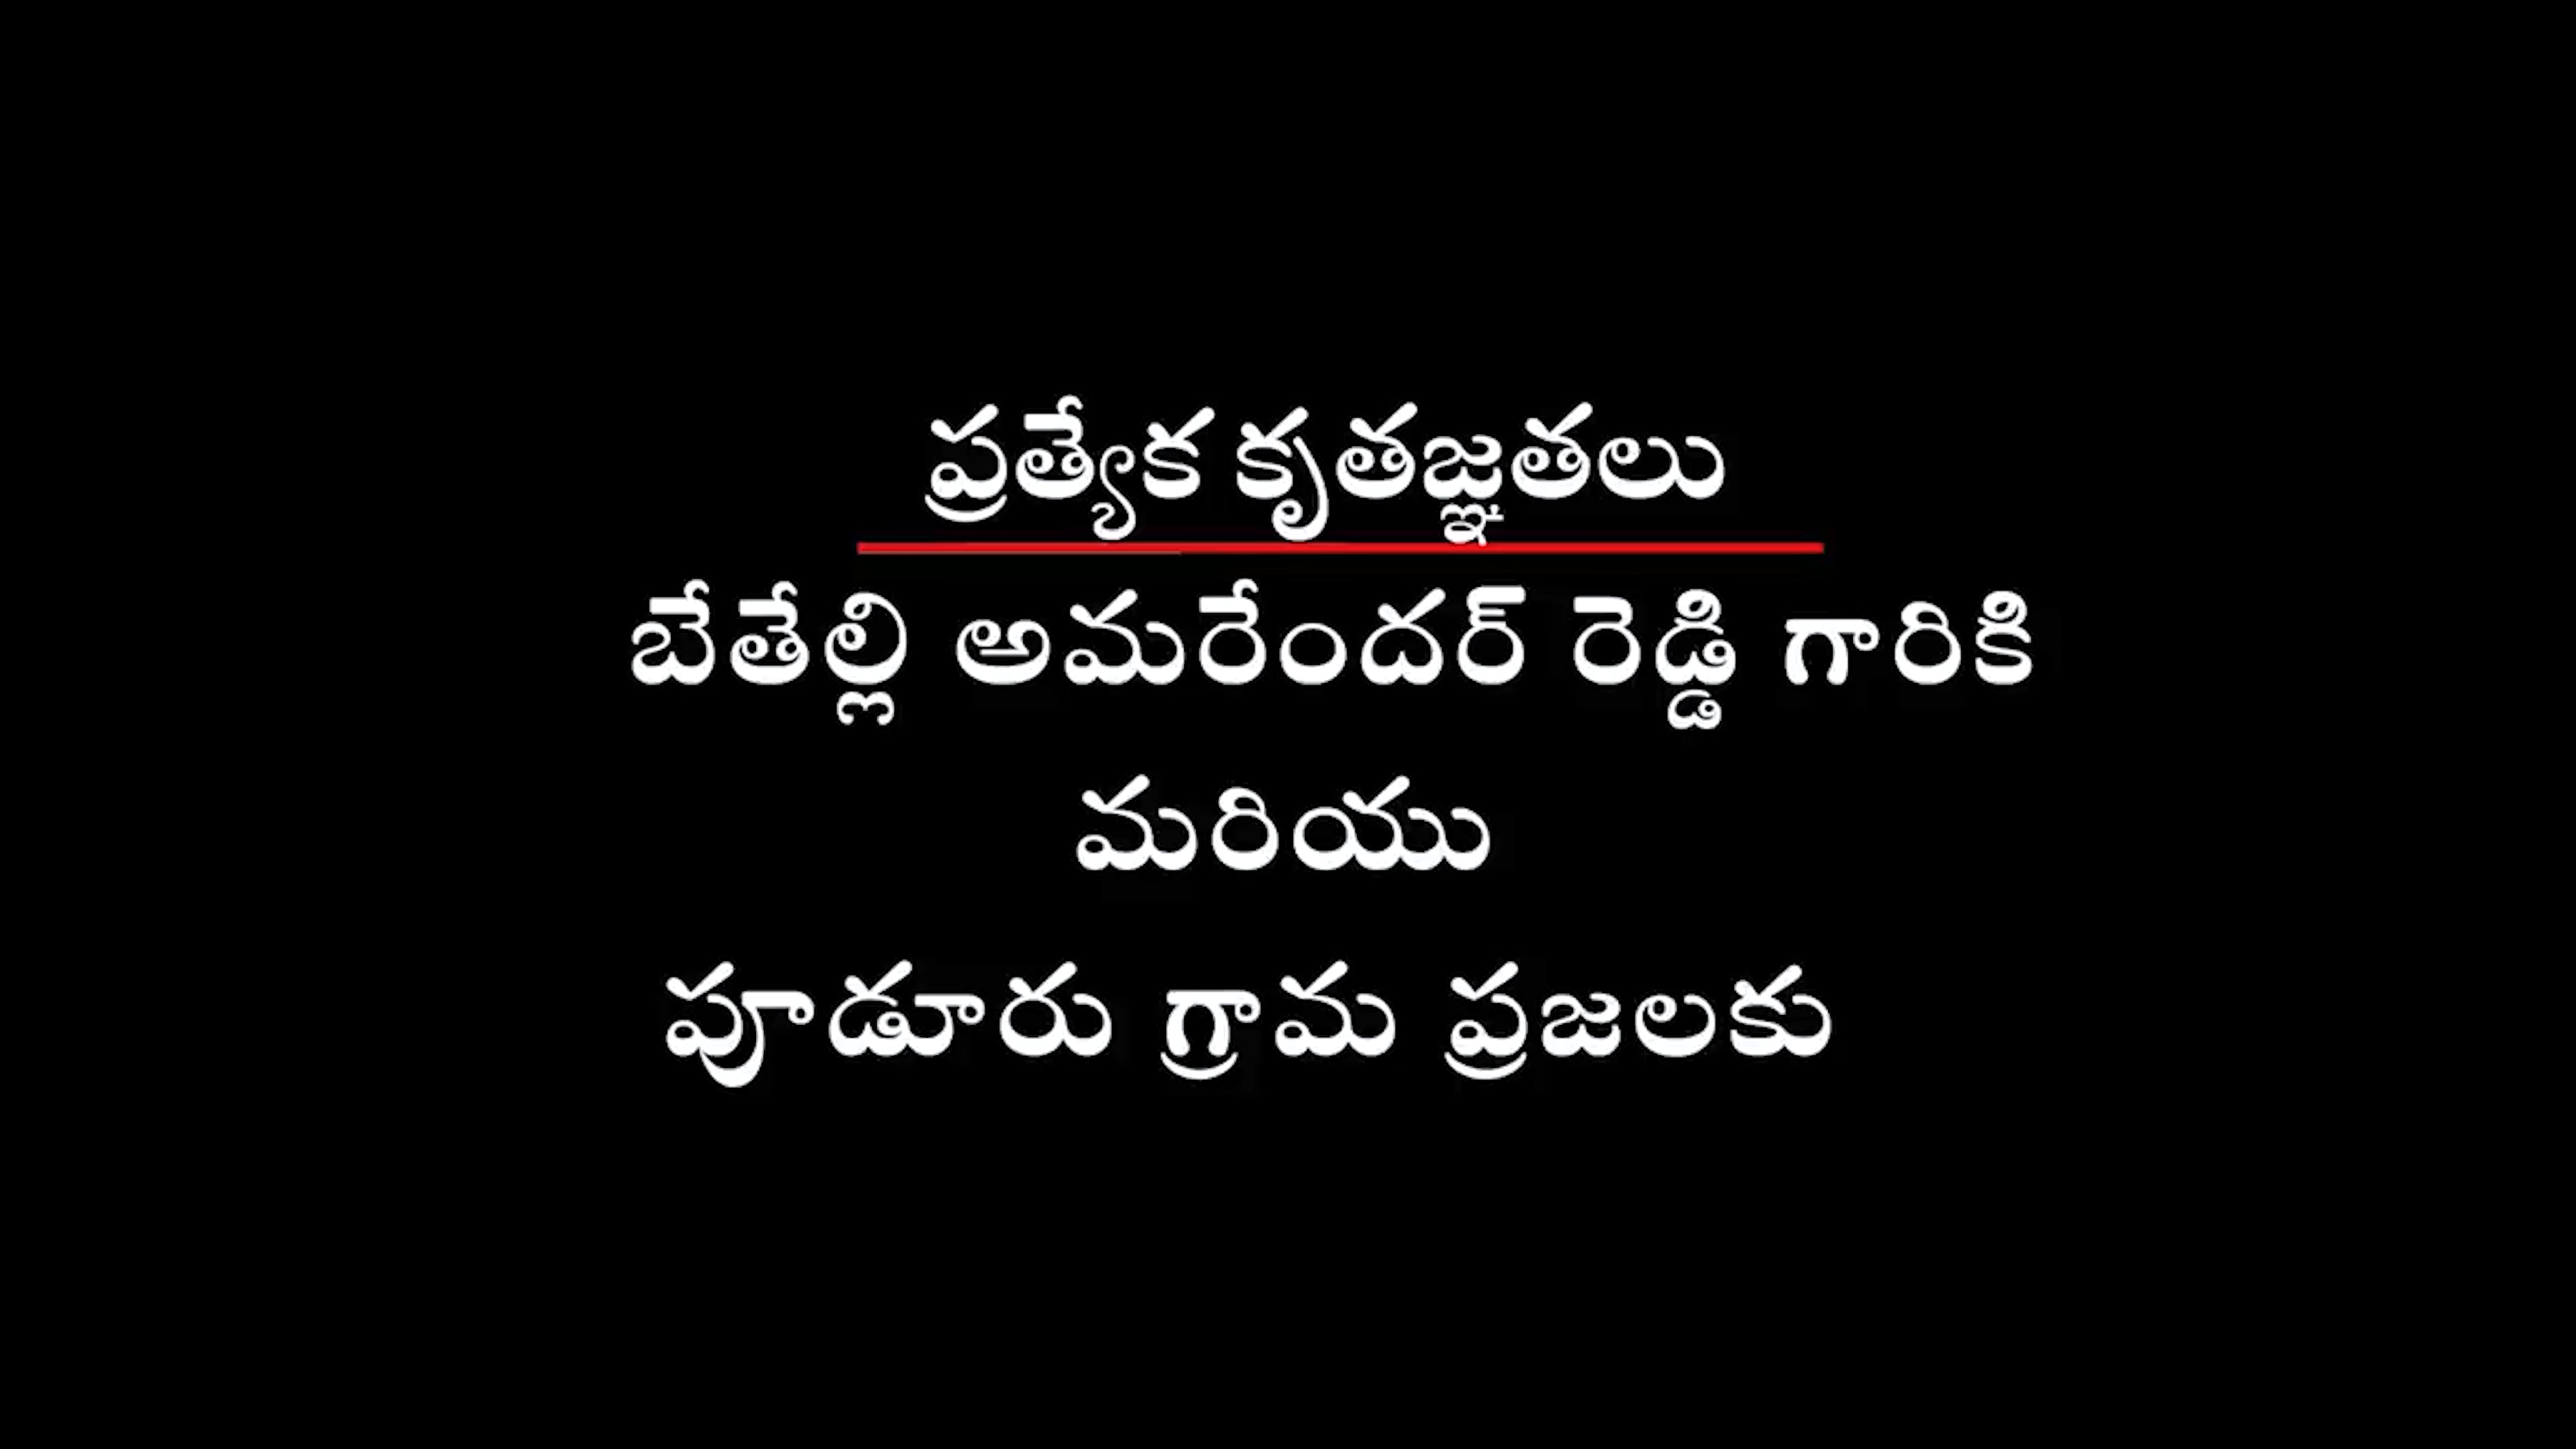 ప్రత్యేక కృతజ్ఞతలు
బేతేల్లి అమరేందర్ రెడ్డి గారికి
మరియు
పూడూరు గ్రామ ప్రజలకు